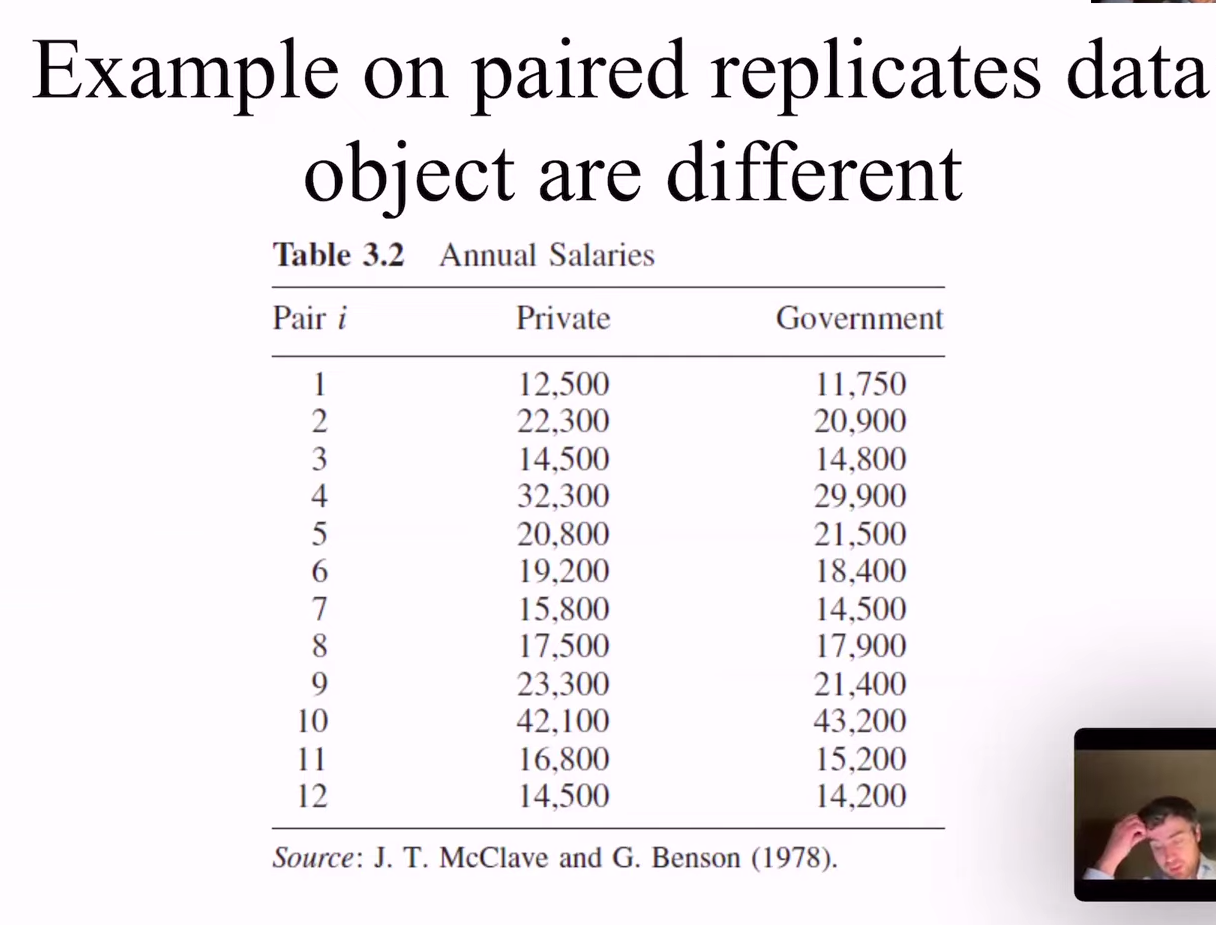 Example on paired replicates data
object are different
Table 3.2 Annual Salaries
Pair i Private Government
1 12,500 11,750
2 22,300 20,900
3 14,500 14,800
4 32,300 29,900
5 20,800 21,500
6 19,200 18,400
7 15,800 14,500
8 17,500 17,900
9 23,300 21,400
10 42,100 43,200
11 16,800 15,200
12 14,500 14,200
Source: J. T. McClave and G. Benson (1978).